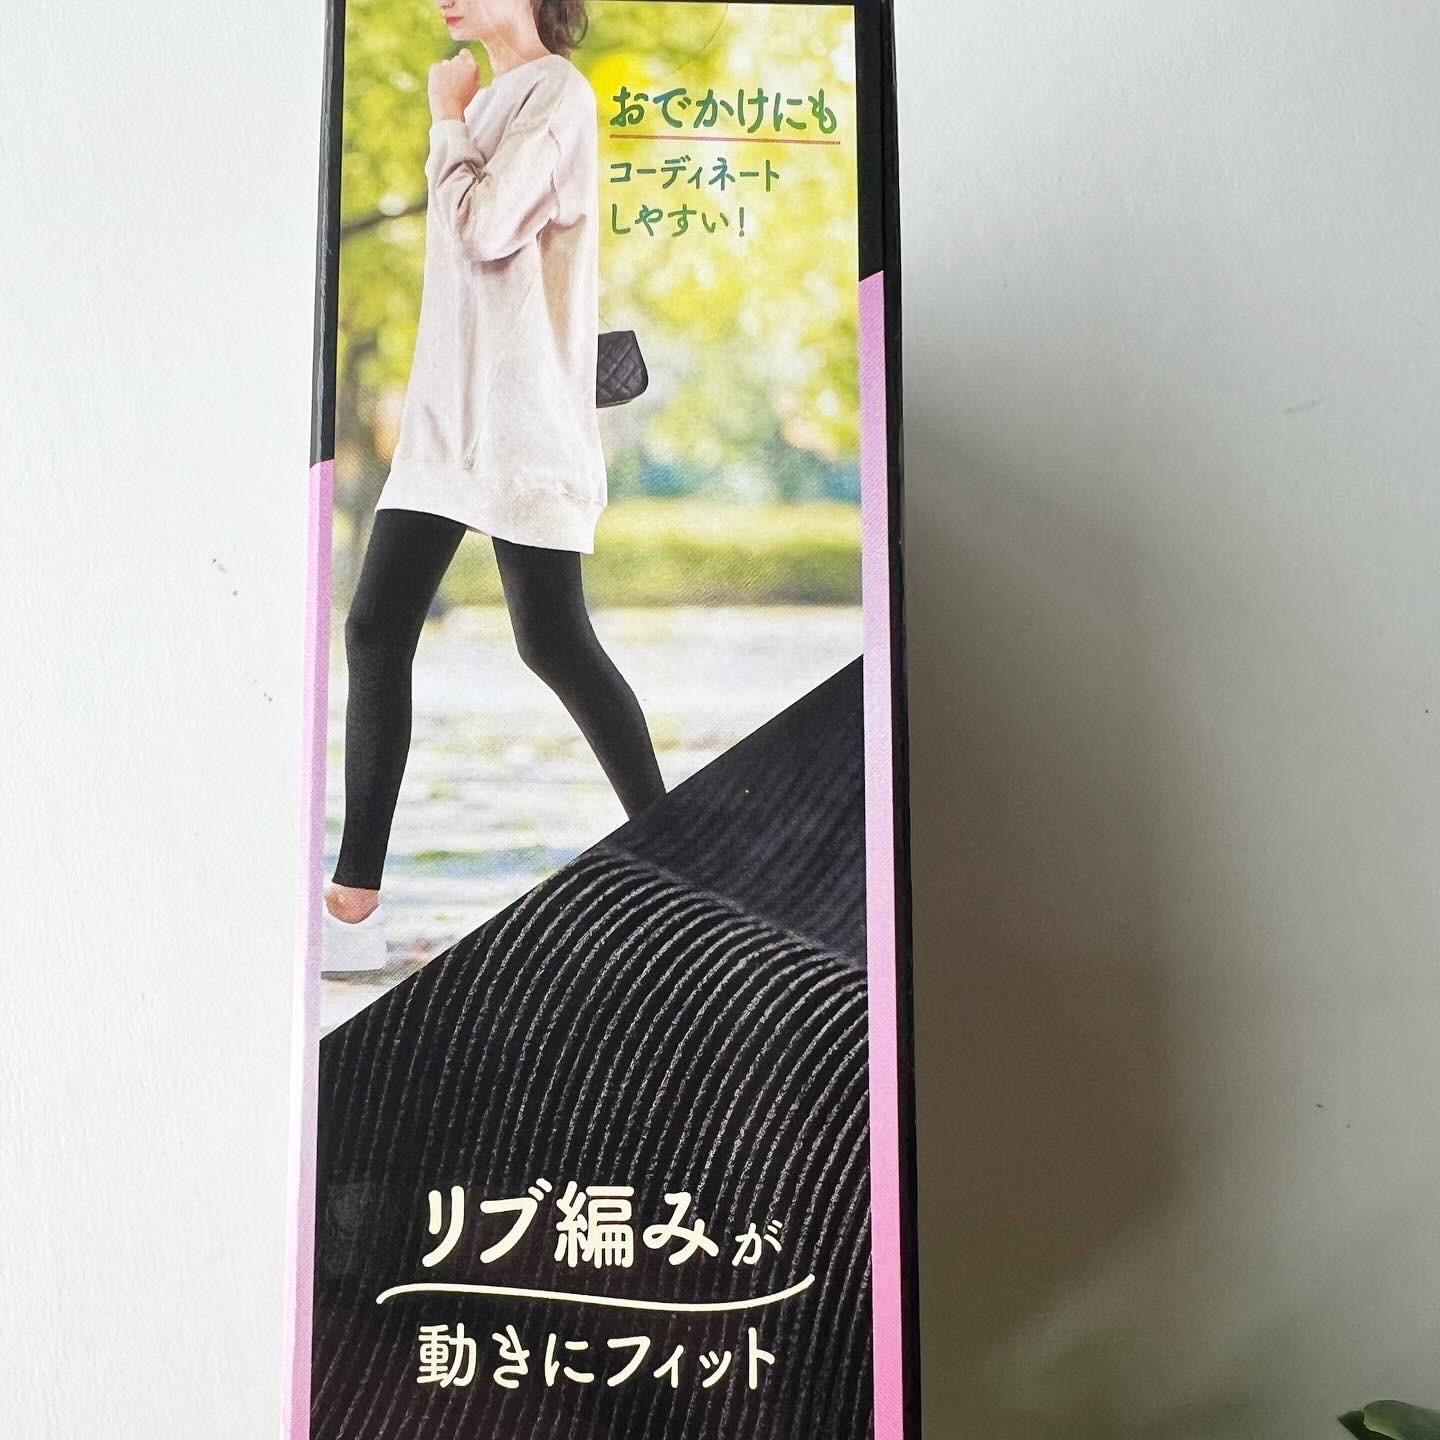 おでかけにも
コーディネート
しやすい!
リブ編みが
動きにフィット